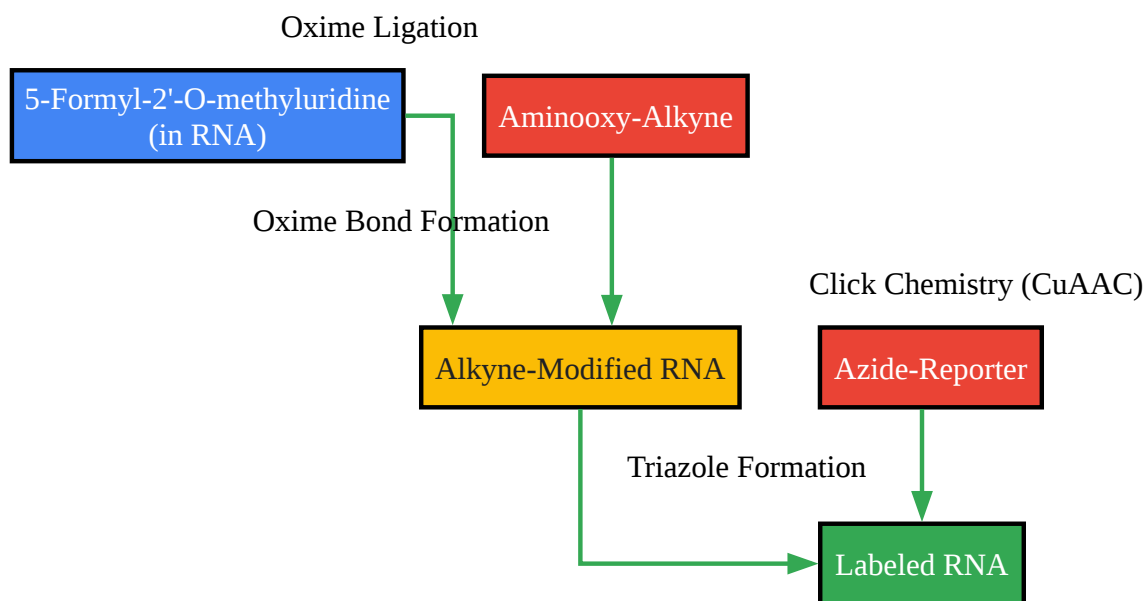 Oxime Ligation
5-Formyl-2'-O-methyluridine
(in RNA)
Aminooxy-Alkyne
Oxime Bond Formation
Click Chemistry (CuAAC)
Alkyne-Modified RNA
Azide-Reporter
Triazole Formation
Labeled RNA